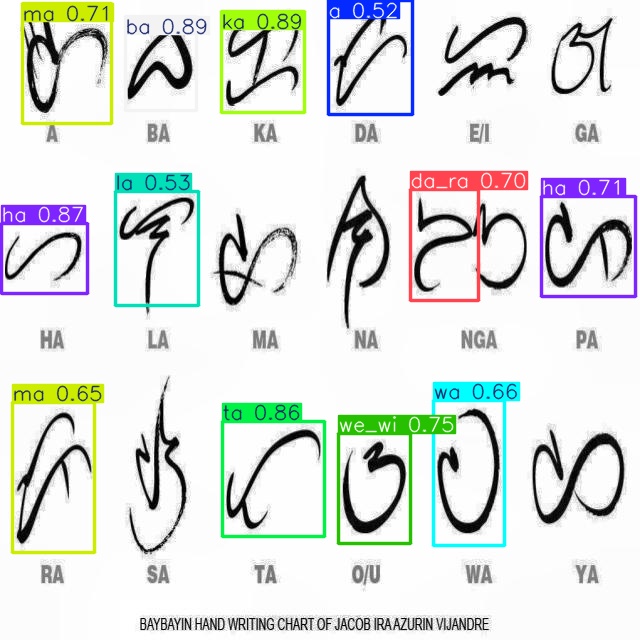 ma 0.71 ba 0.89 ka 0.89 a 0.52
ᜀ ᜊ ᜃ ᜇ ᜁ ᜄ
A BA KA DA E/I GA
ha 0.87 la 0.53 da_ra 0.70 ha 0.71
ᜑ ᜎ ᜋ ᜈ ᜅ ᜉ
HA LA MA NA NGA PA
ma 0.65 ta 0.86 we_wi 0.75 wa 0.66
ᜍ ᜐ ᜆ ᜂ ᜏ ᜌ
RA SA TA O/U WA YA
BAYBAYIN HAND WRITING CHART OF JACOB IRA AZURIN VIJANDRE